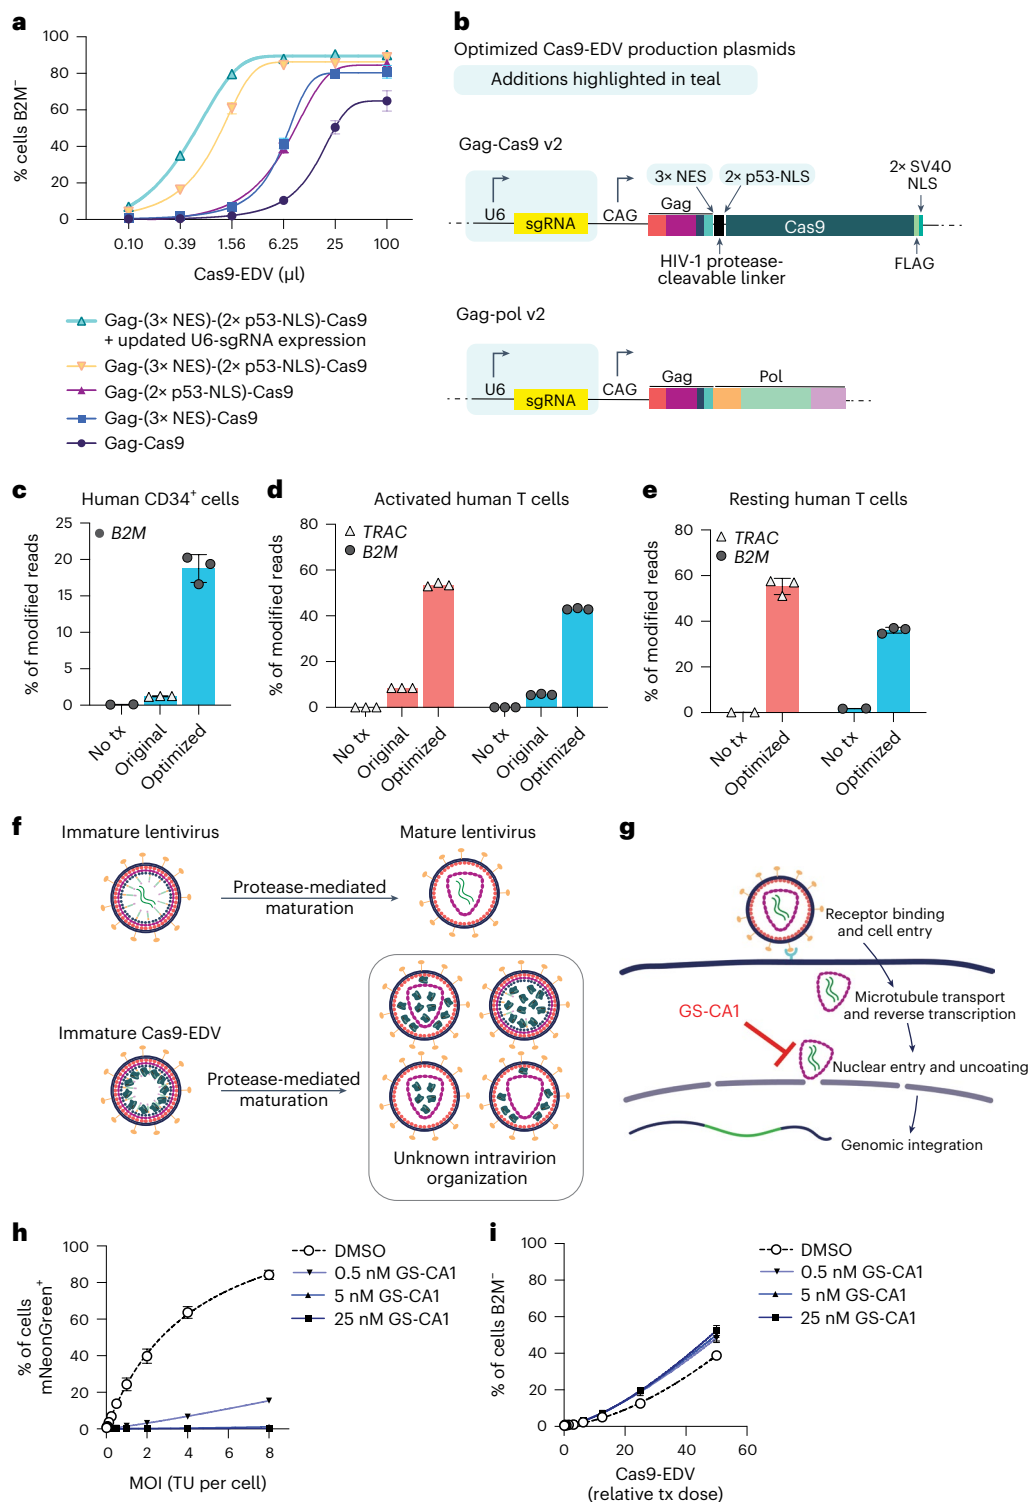 a
100
80
60
40
20
0
% cells B2M⁻
0.10 0.39 1.56 6.25 25 100
Cas9-EDV (µl)
Gag-(3× NES)-(2× p53-NLS)-Cas9
+ updated U6-sgRNA expression
Gag-(3× NES)-(2× p53-NLS)-Cas9
Gag-(2× p53-NLS)-Cas9
Gag-(3× NES)-Cas9
Gag-Cas9
b
Optimized Cas9-EDV production plasmids
Additions highlighted in teal
Gag-Cas9 v2
2× SV40
NLS
3× NES 2× p53-NLS
U6 sgRNA CAG Gag Cas9
HIV-1 protease-
cleavable linker
FLAG
Gag-pol v2
U6 sgRNA CAG Gag Pol
c
Human CD34⁺ cells
25
20
15
10
5
0
% of modified reads
B2M
No tx Original Optimized
d
Activated human T cells
80
60
40
20
0
% of modified reads
TRAC
B2M
No tx Original Optimized No tx Original Optimized
e
Resting human T cells
80
60
40
20
0
% of modified reads
TRAC
B2M
No tx Optimized No tx Optimized
f
Immature lentivirus
Mature lentivirus
Protease-mediated
maturation
Immature Cas9-EDV
Protease-mediated
maturation
Unknown intravirion
organization
g
Receptor binding
and cell entry
Microtubule transport
and reverse transcription
GS-CA1
Nuclear entry and uncoating
Genomic integration
h
100
80
60
40
20
0
% of cells
mNeonGreen⁺
0 2 4 6 8
MOI (TU per cell)
DMSO
0.5 nM GS-CA1
5 nM GS-CA1
25 nM GS-CA1
i
100
80
60
40
20
0
% of cells B2M⁻
0 20 40 60
Cas9-EDV
(relative tx dose)
DMSO
0.5 nM GS-CA1
5 nM GS-CA1
25 nM GS-CA1